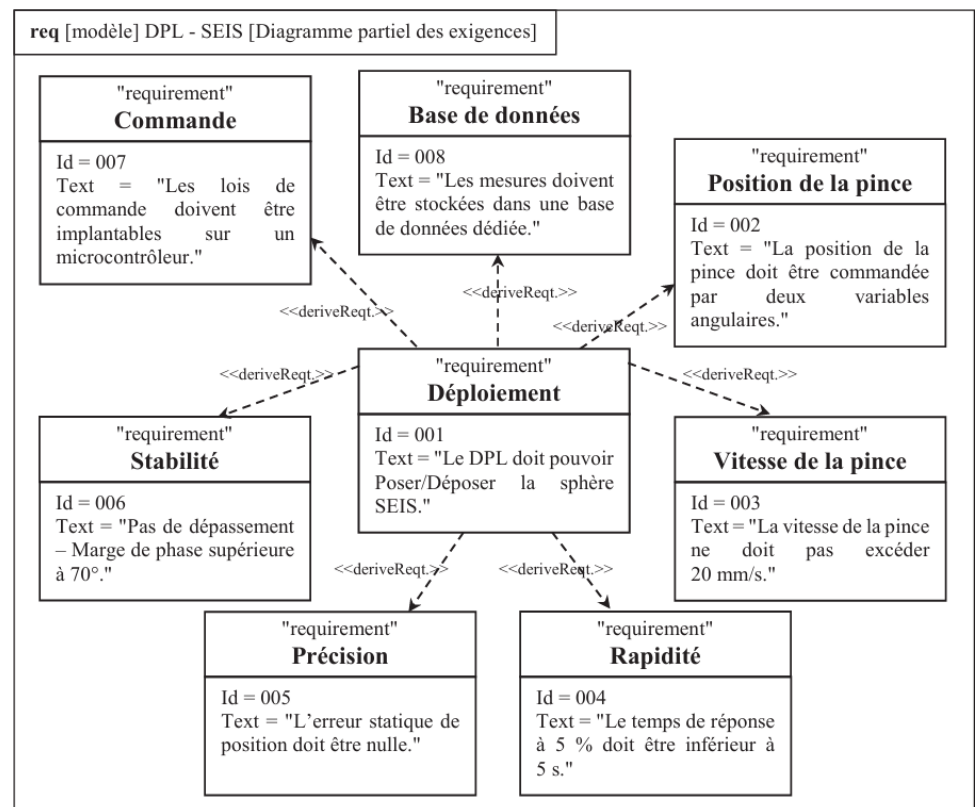 req [modèle] DPL - SEIS [Diagramme partiel des exigences]
"requirement"
Commande
Id = 007
Text = "Les lois de
commande doivent être
implantables sur un
microcontrôleur."
"requirement"
Base de données
Id = 008
Text = "Les mesures doivent
être stockées dans une base
de données dédiée."
"requirement"
Position de la pince
Id = 002
Text = "La position de la
pince doit être commandée
par deux variables
angulaires."
<<deriveReqt.>>
<<deriveReqt.>>
<<deriveReqt.>>
<<deriveReqt.>>
<<deriveReqt.>>
"requirement"
Déploiement
Id = 001
Text = "Le DPL doit pouvoir
Poser/Déposer la sphère
SEIS."
"requirement"
Stabilité
Id = 006
Text = "Pas de dépassement
– Marge de phase supérieure
à 70°."
"requirement"
Vitesse de la pince
Id = 003
Text = "La vitesse de la pince
ne doit pas excéder
20 mm/s."
<<deriveReqt.>>
<<deriveReqt.>>
"requirement"
Précision
Id = 005
Text = "L'erreur statique de
position doit être nulle."
"requirement"
Rapidité
Id = 004
Text = "Le temps de réponse
à 5 % doit être inférieur à
5 s."